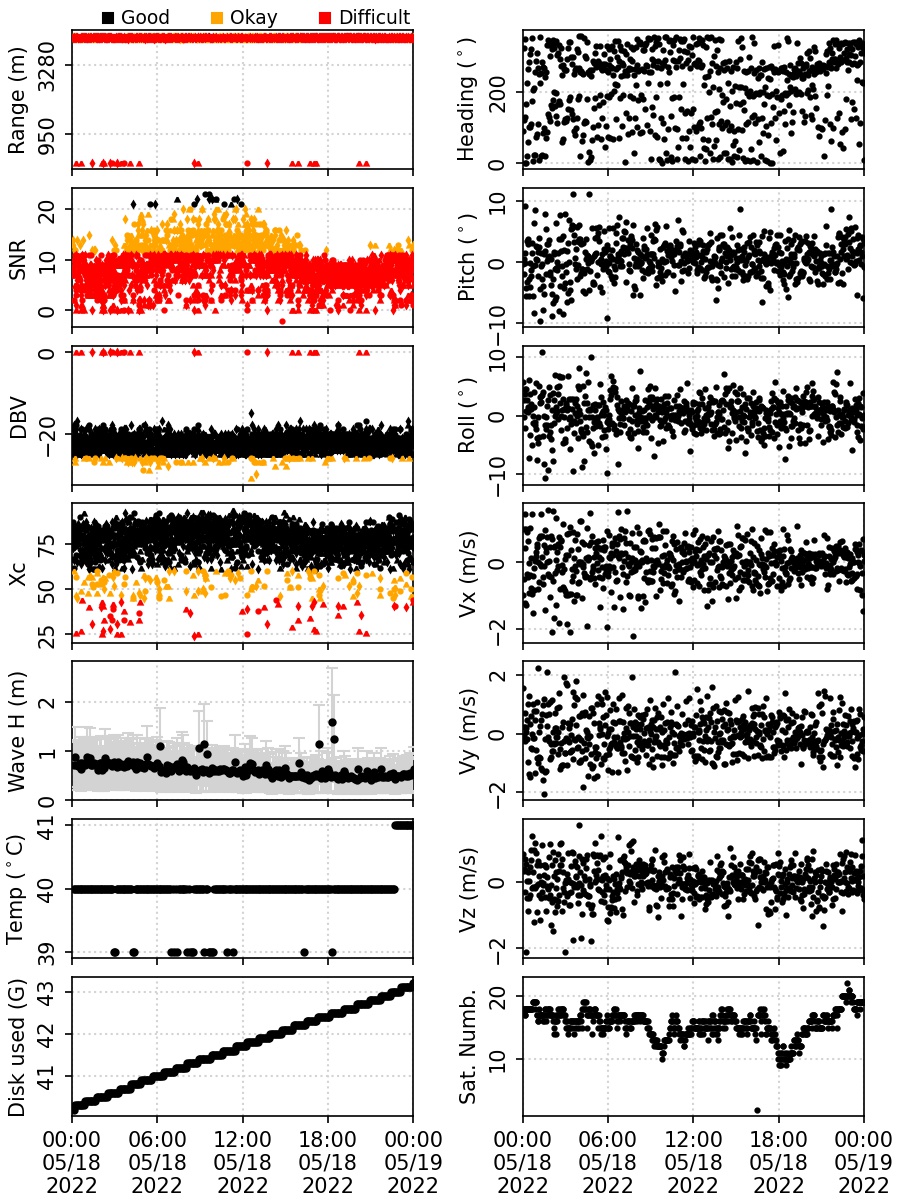 Good Okay Difficult
Range (m)
3280
950
Heading (°)
200
0
SNR
20
10
0
Pitch (°)
10
0
−10
DBV
0
−20
Roll (°)
10
0
−10
Xc
75
50
25
Vx (m/s)
0
−2
Wave H (m)
2
1
0
Vy (m/s)
2
0
−2
Temp (°C)
41
40
39
Vz (m/s)
0
−2
Disk used (G)
43
42
41
Sat. Numb.
20
10
00:00 06:00 12:00 18:00 00:00
05/18 05/18 05/18 05/18 05/19
2022 2022 2022 2022 2022
00:00 06:00 12:00 18:00 00:00
05/18 05/18 05/18 05/18 05/19
2022 2022 2022 2022 2022